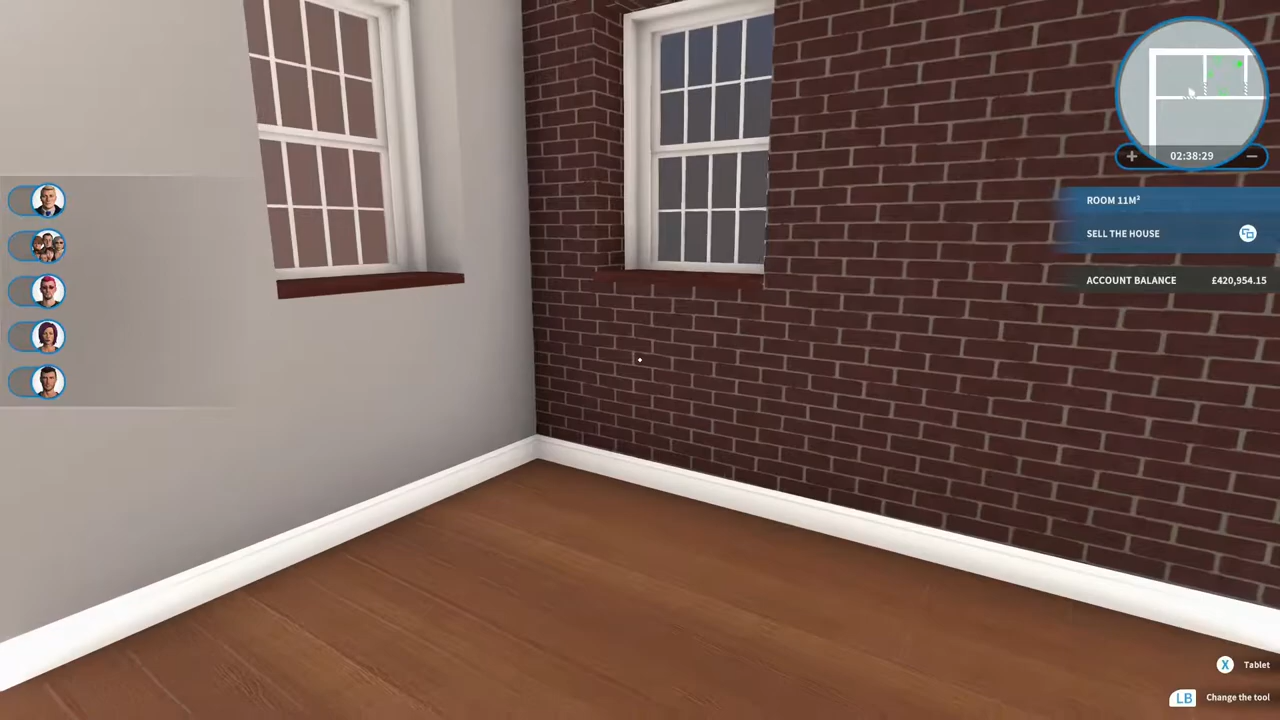 + 02:38:29 −
ROOM 11M²
SELL THE HOUSE
ACCOUNT BALANCE £420,954.15
X Tablet
LB Change the tool